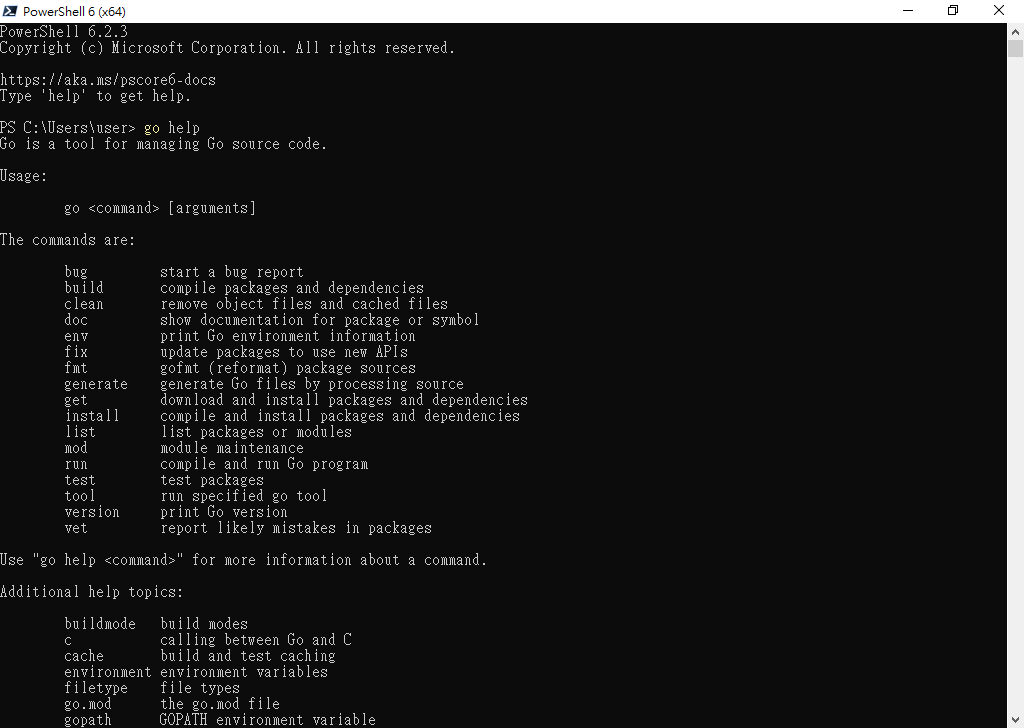 PowerShell 6 (x64)
PowerShell 6.2.3
Copyright (c) Microsoft Corporation. All rights reserved.
https://aka.ms/pscore6-docs
Type 'help' to get help.
PS C:\Users\user> go help
Go is a tool for managing Go source code.
Usage:
go <command> [arguments]
The commands are:
bug         start a bug report
build       compile packages and dependencies
clean       remove object files and cached files
doc         show documentation for package or symbol
env         print Go environment information
fix         update packages to use new APIs
fmt         gofmt (reformat) package sources
generate    generate Go files by processing source
get         download and install packages and dependencies
install     compile and install packages and dependencies
list        list packages or modules
mod         module maintenance
run         compile and run Go program
test        test packages
tool        run specified go tool
version     print Go version
vet         report likely mistakes in packages
Use "go help <command>" for more information about a command.
Additional help topics:
buildmode   build modes
c           calling between Go and C
cache       build and test caching
environment environment variables
filetype    file types
go.mod      the go.mod file
gopath      GOPATH environment variable